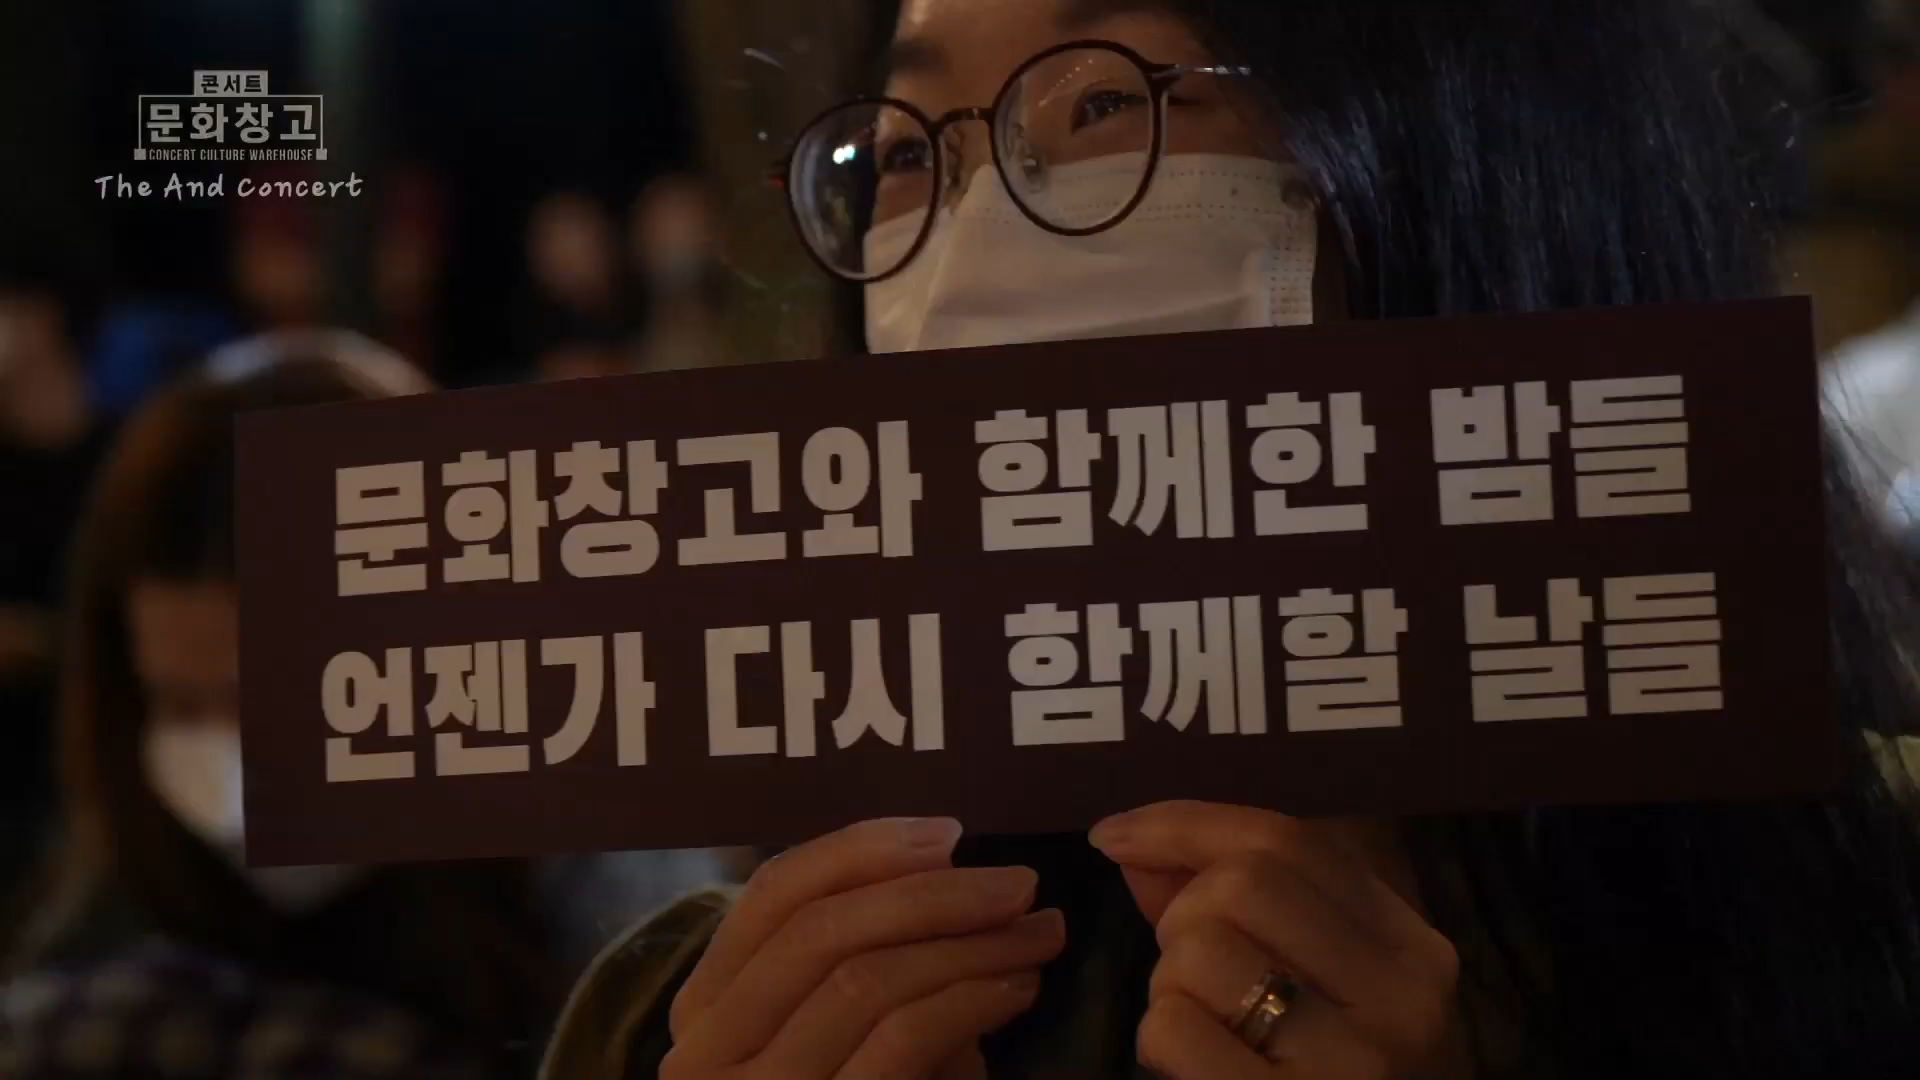 콘서트
문화창고
CONCERT CULTURE WAREHOUSE
The And Concert
문화창고와 함께한 밤들
언젠가 다시 함께할 날들